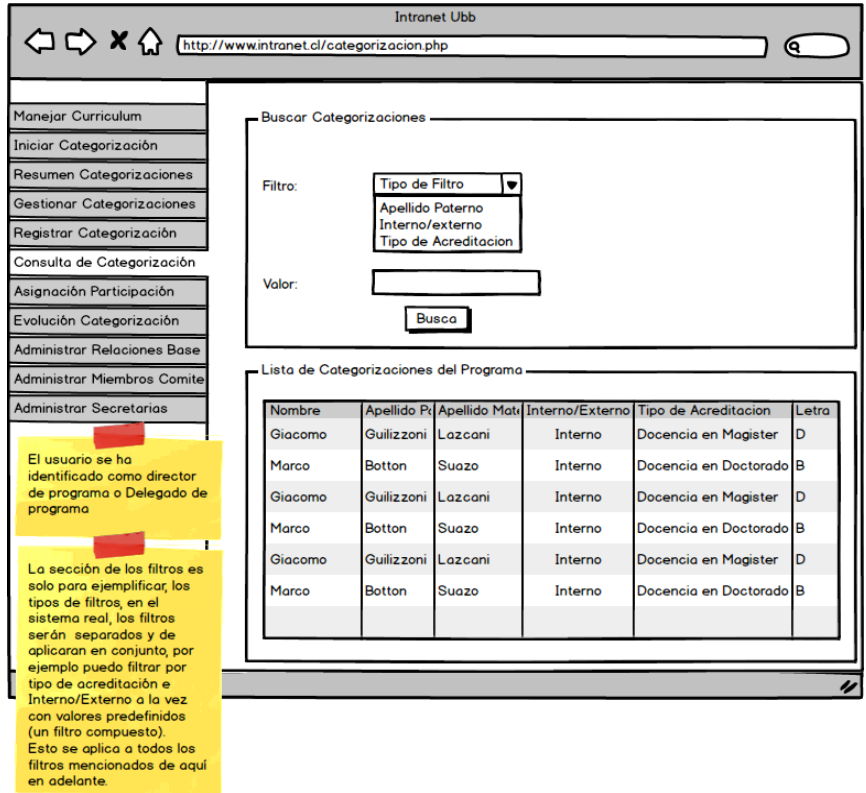 Intranet Ubb
http://www.intranet.cl/categorizacion.php
Manejar Curriculum
Iniciar Categorización
Resumen Categorizaciones
Gestionar Categorizaciones
Registrar Categorización
Consulta de Categorización
Asignación Participación
Evolución Categorización
Administrar Relaciones Base
Administrar Miembros Comite
Administrar Secretarias
El usuario se ha
identificado como director
de programa o Delegado de
programa
La sección de los filtros es
solo para ejemplificar, los
tipos de filtros, en el
sistema real, los filtros
serán separados y de
aplicaran en conjunto, por
ejemplo puedo filtrar por
tipo de acreditación e
Interno/Externo a la vez
con valores predefinidos
(un filtro compuesto).
Esto se aplica a todos los
filtros mencionados de aquí
en adelante.
Buscar Categorizaciones
Filtro: Tipo de Filtro
Apellido Paterno
Interno/externo
Tipo de Acreditacion
Valor:
Busca
Lista de Categorizaciones del Programa
Nombre Apellido Pa Apellido Mate Interno/Externo Tipo de Acreditacion Letra
Giacomo Guilizzoni Lazcani Interno Docencia en Magister D
Marco Botton Suazo Interno Docencia en Doctorado B
Giacomo Guilizzoni Lazcani Interno Docencia en Magister D
Marco Botton Suazo Interno Docencia en Doctorado B
Giacomo Guilizzoni Lazcani Interno Docencia en Magister D
Marco Botton Suazo Interno Docencia en Doctorado B